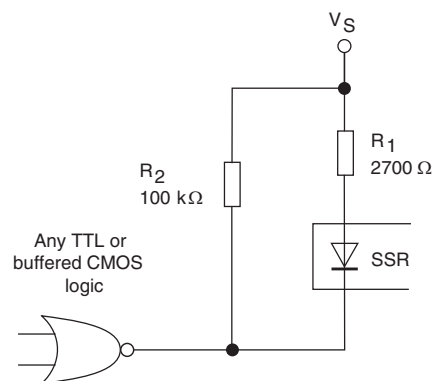 V_S
R_1
2700 Ω
R_2
100 kΩ
Any TTL or
buffered CMOS
logic
SSR